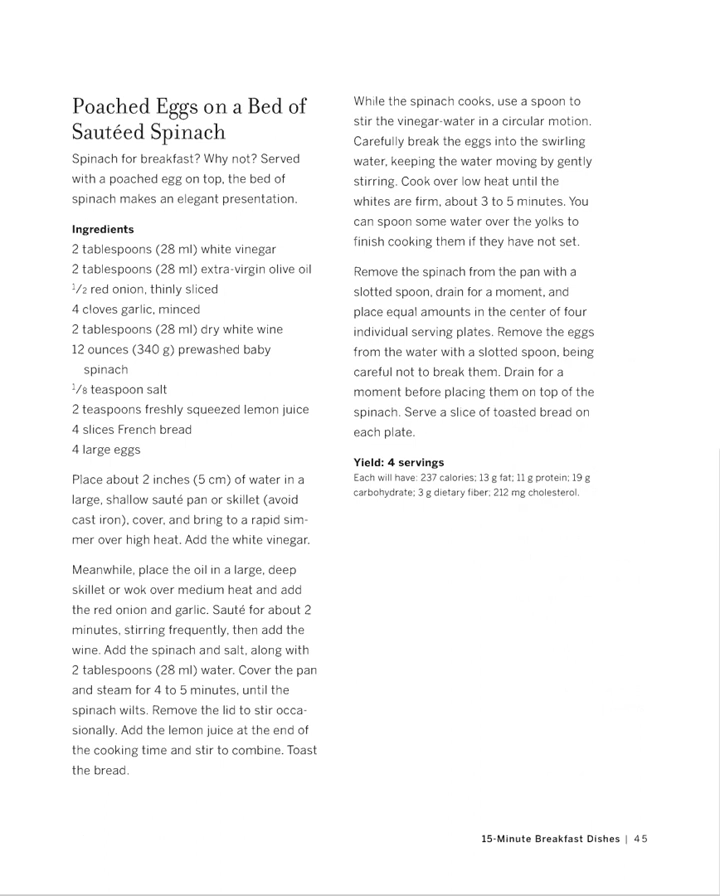 Poached Eggs on a Bed of
Sautéed Spinach
Spinach for breakfast? Why not? Served
with a poached egg on top, the bed of
spinach makes an elegant presentation.
Ingredients
2 tablespoons (28 ml) white vinegar
2 tablespoons (28 ml) extra-virgin olive oil
1/2 red onion, thinly sliced
4 cloves garlic, minced
2 tablespoons (28 ml) dry white wine
12 ounces (340 g) prewashed baby
spinach
1/8 teaspoon salt
2 teaspoons freshly squeezed lemon juice
4 slices French bread
4 large eggs
Place about 2 inches (5 cm) of water in a
large, shallow sauté pan or skillet (avoid
cast iron), cover, and bring to a rapid sim-
mer over high heat. Add the white vinegar.
Meanwhile, place the oil in a large, deep
skillet or wok over medium heat and add
the red onion and garlic. Sauté for about 2
minutes, stirring frequently, then add the
wine. Add the spinach and salt, along with
2 tablespoons (28 ml) water. Cover the pan
and steam for 4 to 5 minutes, until the
spinach wilts. Remove the lid to stir occa-
sionally. Add the lemon juice at the end of
the cooking time and stir to combine. Toast
the bread.
While the spinach cooks, use a spoon to
stir the vinegar-water in a circular motion.
Carefully break the eggs into the swirling
water, keeping the water moving by gently
stirring. Cook over low heat until the
whites are firm, about 3 to 5 minutes. You
can spoon some water over the yolks to
finish cooking them if they have not set.
Remove the spinach from the pan with a
slotted spoon, drain for a moment, and
place equal amounts in the center of four
individual serving plates. Remove the eggs
from the water with a slotted spoon, being
careful not to break them. Drain for a
moment before placing them on top of the
spinach. Serve a slice of toasted bread on
each plate.
Yield: 4 servings
Each will have: 237 calories; 13 g fat; 11 g protein; 19 g
carbohydrate; 3 g dietary fiber; 212 mg cholesterol.
15-Minute Breakfast Dishes | 45